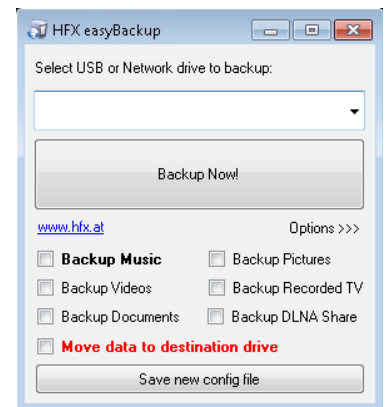 HFX easyBackup
Select USB or Network drive to backup:
Backup Now!
www.hfx.at Options >>>
Backup Music Backup Pictures
Backup Videos Backup Recorded TV
Backup Documents Backup DLNA Share
Move data to destination drive
Save new config file